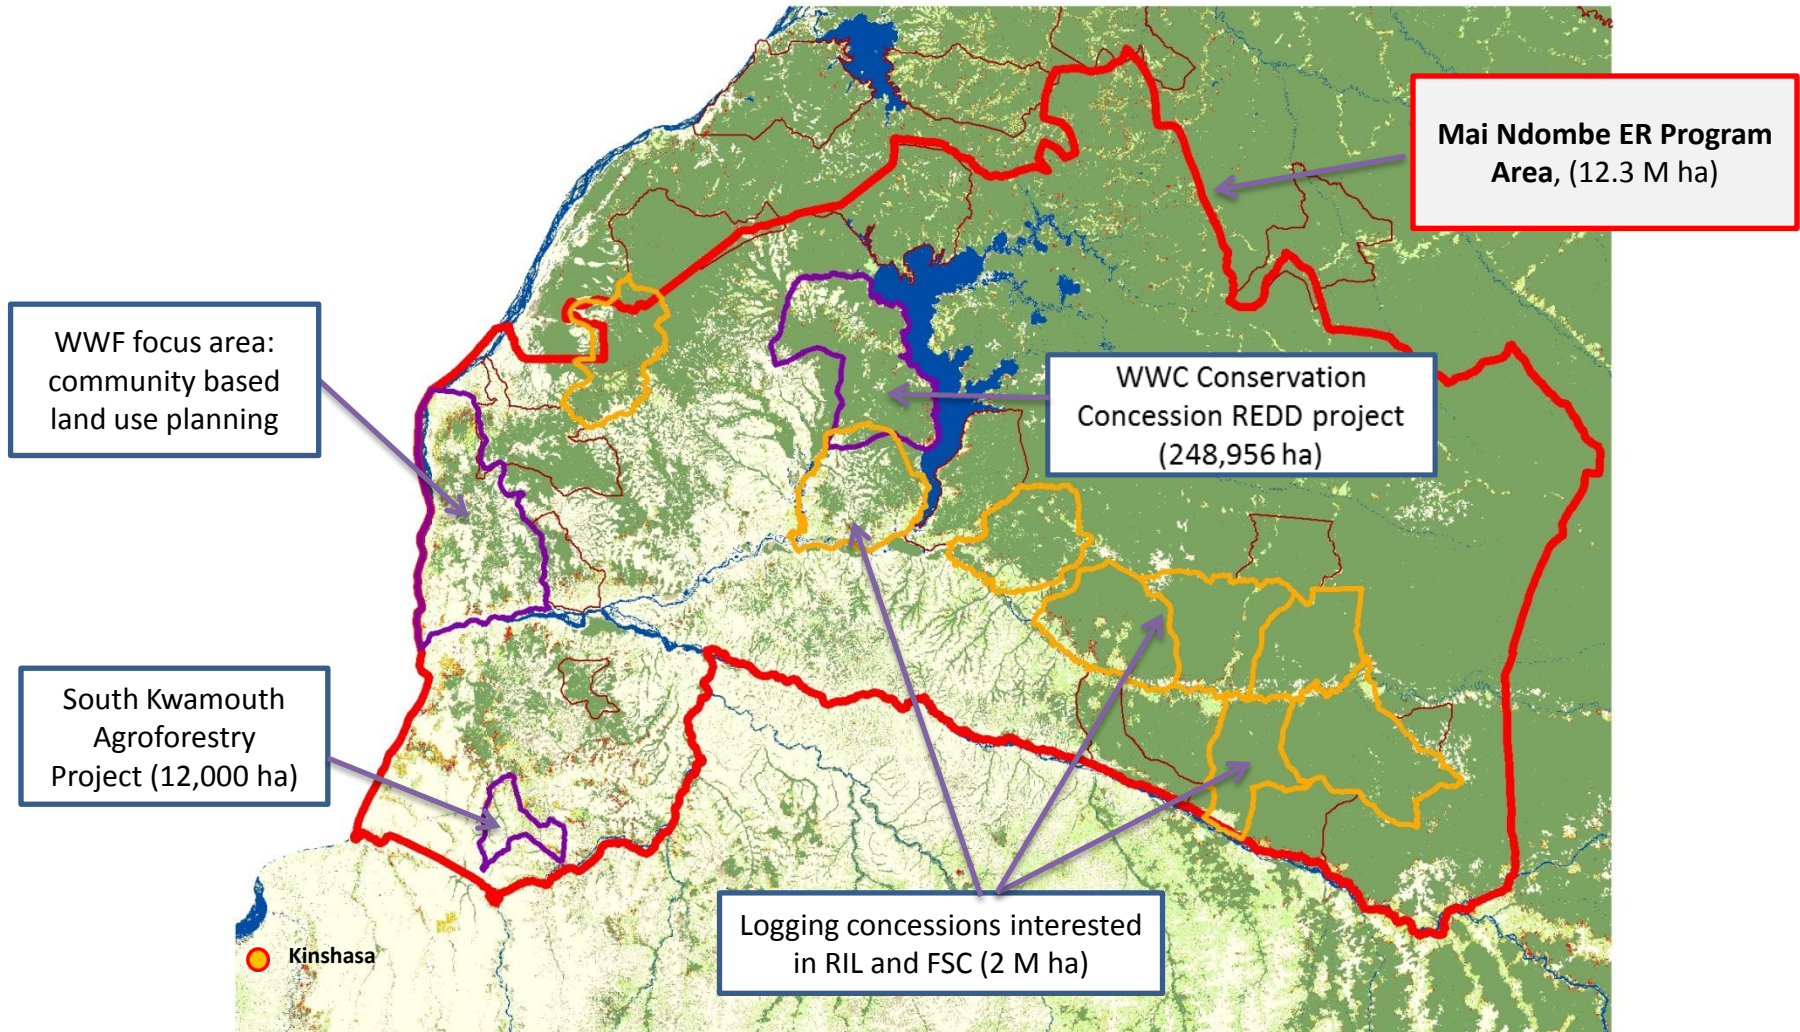 Mai Ndombe ER Program
Area, (12.3 M ha)
WWF focus area:
community based
land use planning
WWC Conservation
Concession REDD project
(248,956 ha)
South Kwamouth
Agroforestry
Project (12,000 ha)
Logging concessions interested
in RIL and FSC (2 M ha)
Kinshasa